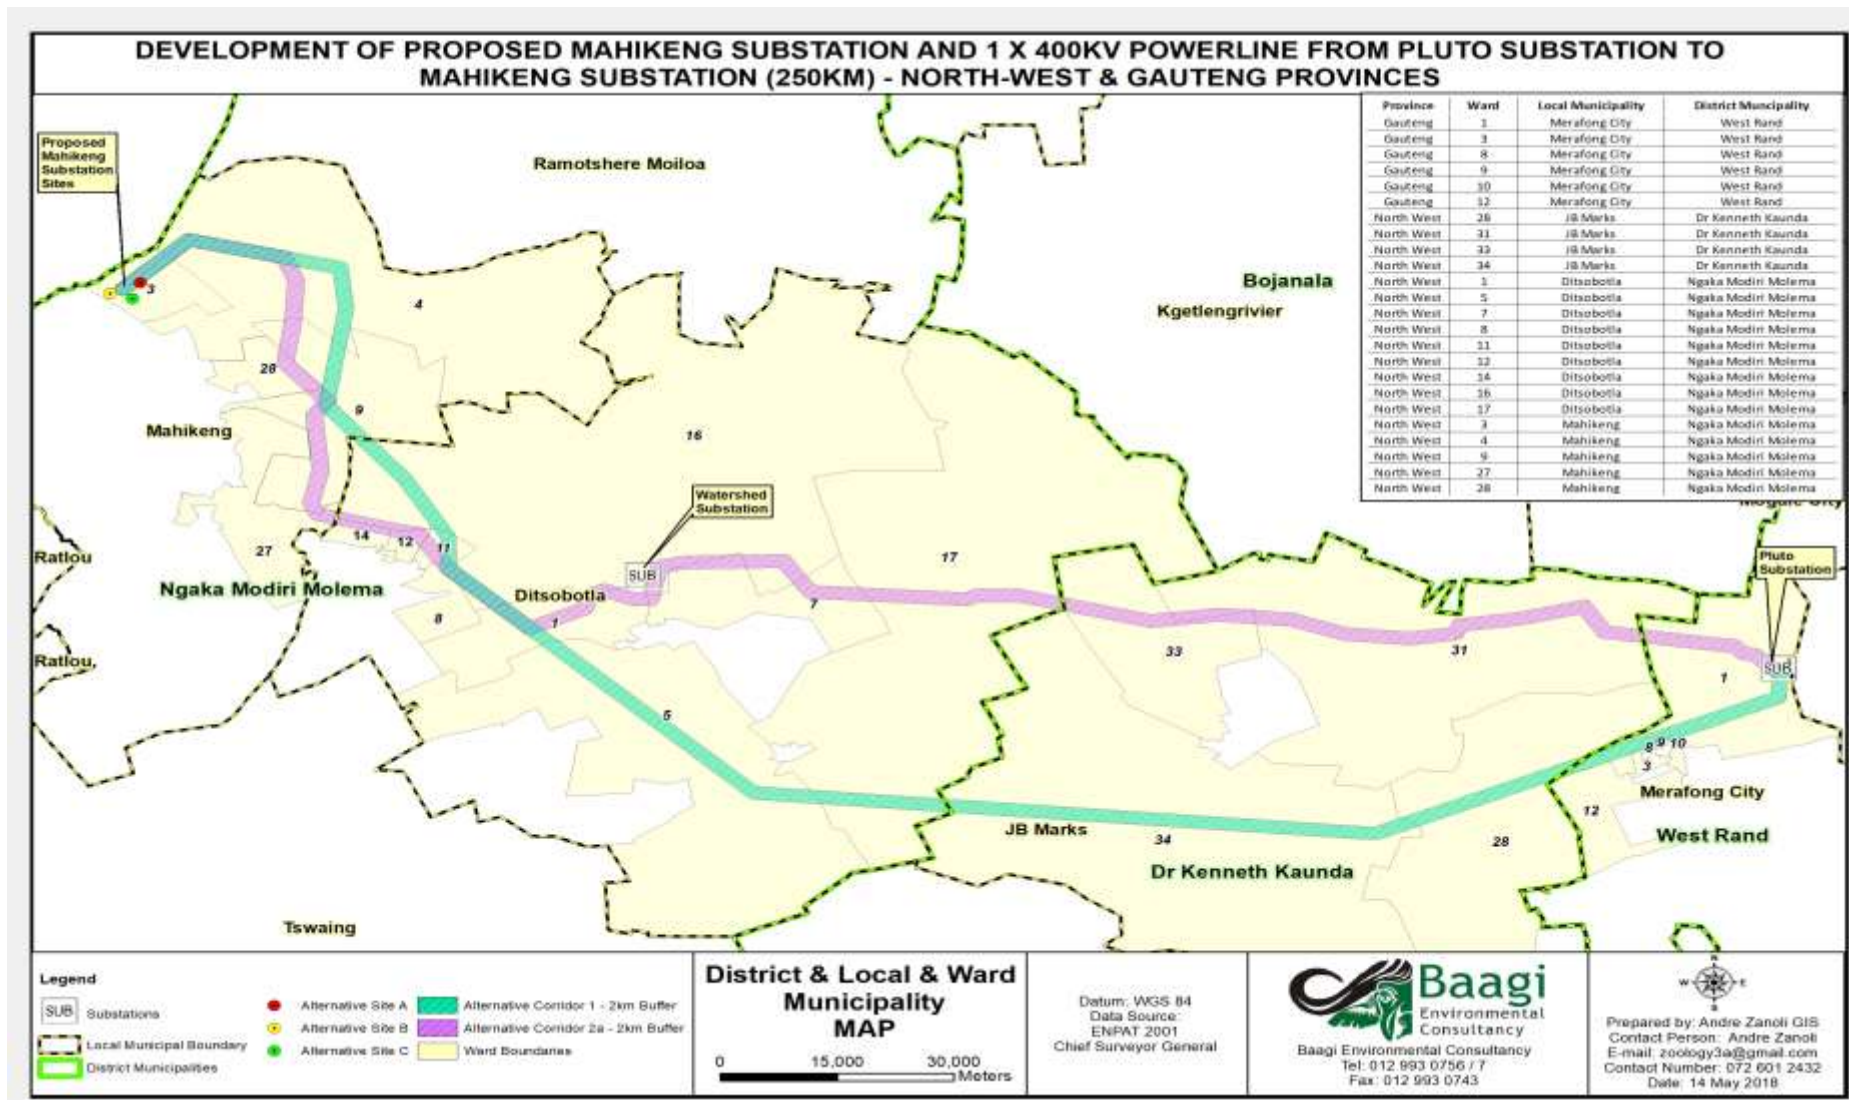 DEVELOPMENT OF PROPOSED MAHIKENG SUBSTATION AND 1 X 400KV POWERLINE FROM PLUTO SUBSTATION TO
MAHIKENG SUBSTATION (250KM) - NORTH-WEST & GAUTENG PROVINCES
Province Ward Local Municipality District Muncipality
Gauteng 1 Merafong City West Rand
Gauteng 3 Merafong City West Rand
Gauteng 8 Merafong City West Rand
Gauteng 9 Merafong City West Rand
Gauteng 10 Merafong City West Rand
Gauteng 12 Merafong City West Rand
North West 28 JB Marks Dr Kenneth Kaunda
North West 31 JB Marks Dr Kenneth Kaunda
North West 33 JB Marks Dr Kenneth Kaunda
North West 34 JB Marks Dr Kenneth Kaunda
North West 1 Ditsobotla Ngaka Modiri Molema
North West 5 Ditsobotla Ngaka Modiri Molema
North West 7 Ditsobotla Ngaka Modiri Molema
North West 8 Ditsobotla Ngaka Modiri Molema
North West 11 Ditsobotla Ngaka Modiri Molema
North West 12 Ditsobotla Ngaka Modiri Molema
North West 14 Ditsobotla Ngaka Modiri Molema
North West 16 Ditsobotla Ngaka Modiri Molema
North West 17 Ditsobotla Ngaka Modiri Molema
North West 3 Mahikeng Ngaka Modiri Molema
North West 4 Mahikeng Ngaka Modiri Molema
North West 9 Mahikeng Ngaka Modiri Molema
North West 27 Mahikeng Ngaka Modiri Molema
North West 28 Mahikeng Ngaka Modiri Molema
Proposed
Mahikeng
Substation
Sites
Ramotshere Moiloa
Bojanala
Kgetlengrivier
3
4
28
9
Mahikeng
16
Watershed
Substation
14
12
11
27
17
Ratlou
Pluto
Substation
SUB
Ngaka Modiri Molema
Ditsobotla
7
8
1
33
31
Ratlou,
SUB
1
5
8
9
10
3
Merafong City
12
JB Marks
34
28
West Rand
Dr Kenneth Kaunda
Tswaing
Legend
SUB Substations
Local Municipal Boundary
District Municipalities
Alternative Site A
Alternative Site B
Alternative Site C
Alternative Corridor 1 - 2km Buffer
Alternative Corridor 2a - 2km Buffer
Ward Boundaries
District & Local & Ward
Municipality
MAP
0 15,000 30,000
Meters
Datum: WGS 84
Data Source:
ENPAT 2001
Chief Surveyor General
Baagi
Environmental
Consultancy
Baagi Environmental Consultancy
Tel: 012 993 0756 / 7
Fax: 012 993 0743
N
W E
S
Prepared by: Andre Zanoli GIS
Contact Person: Andre Zanoli
E-mail: zoology3a@gmail.com
Contact Number: 072 601 2432
Date: 14 May 2018